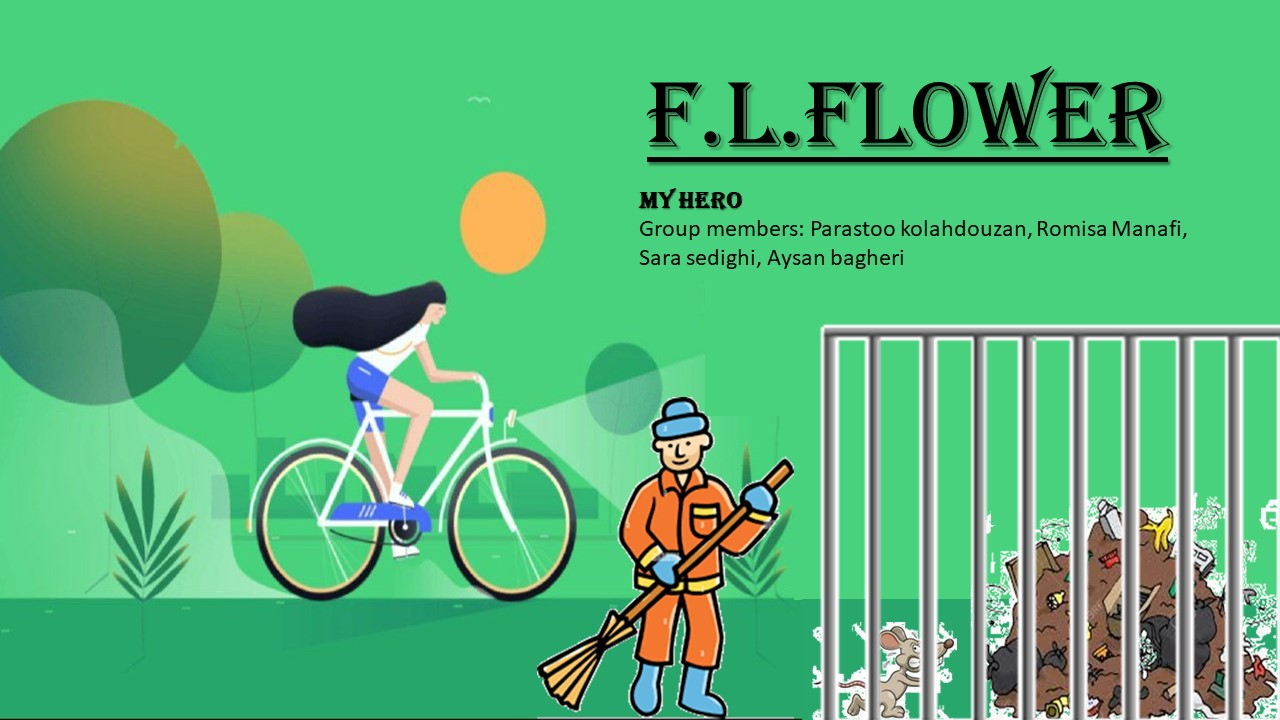 F.L.FLOWER
MY HERO
Group members: Parastoo kolahdouzan, Romisa Manafi,
Sara sedighi, Aysan bagheri